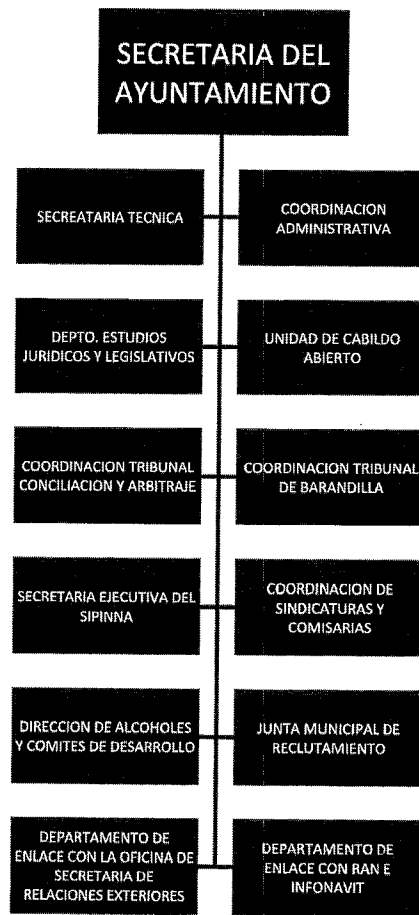 SECRETARIA DEL
AYUNTAMIENTO
SECREATARIA TECNICA
COORDINACION
ADMINISTRATIVA
DEPTO. ESTUDIOS
JURIDICOS Y LEGISLATIVOS
UNIDAD DE CABILDO
ABIERTO
COORDINACION TRIBUNAL
CONCILIACION Y ARBITRAJE
COORDINACION TRIBUNAL
DE BARANDILLA
SECRETARIA EJECUTIVA DEL
SIPINNA
COORDINACION DE
SINDICATURAS Y
COMISARIAS
DIRECCION DE ALCOHOLES
Y COMITES DE DESARROLLO
JUNTA MUNICIPAL DE
RECLUTAMIENTO
DEPARTAMENTO DE
ENLACE CON LA OFICINA DE
SECRETARIA DE
RELACIONES EXTERIORES
DEPARTAMENTO DE
ENLACE CON RAN E
INFONAVIT